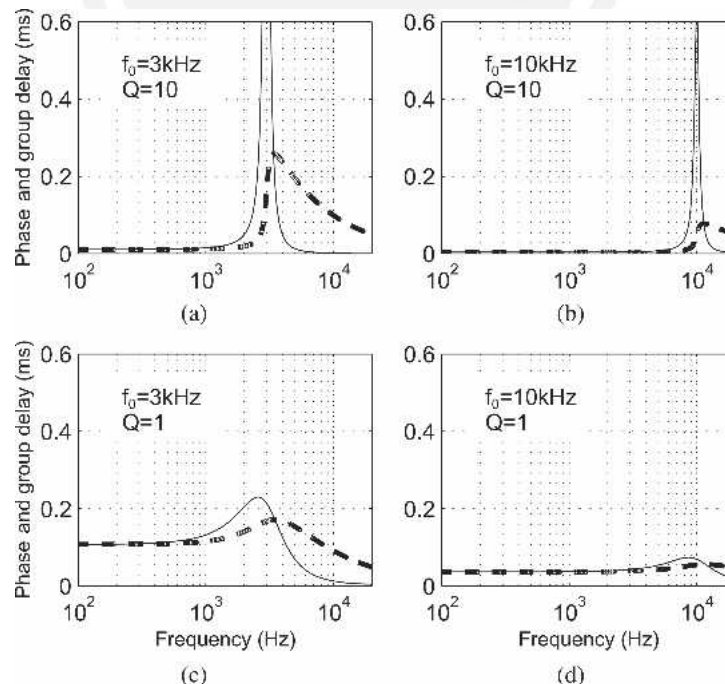 Phase and group delay (ms)
0.6
0.4
0.2
0
f₀=3kHz
Q=10
10² 10³ 10⁴
(a)
0.6
0.4
0.2
0
f₀=10kHz
Q=10
10² 10³ 10⁴
(b)
Phase and group delay (ms)
0.6
0.4
0.2
0
f₀=3kHz
Q=1
10² 10³ 10⁴
Frequency (Hz)
(c)
0.6
0.4
0.2
0
f₀=10kHz
Q=1
10² 10³ 10⁴
Frequency (Hz)
(d)